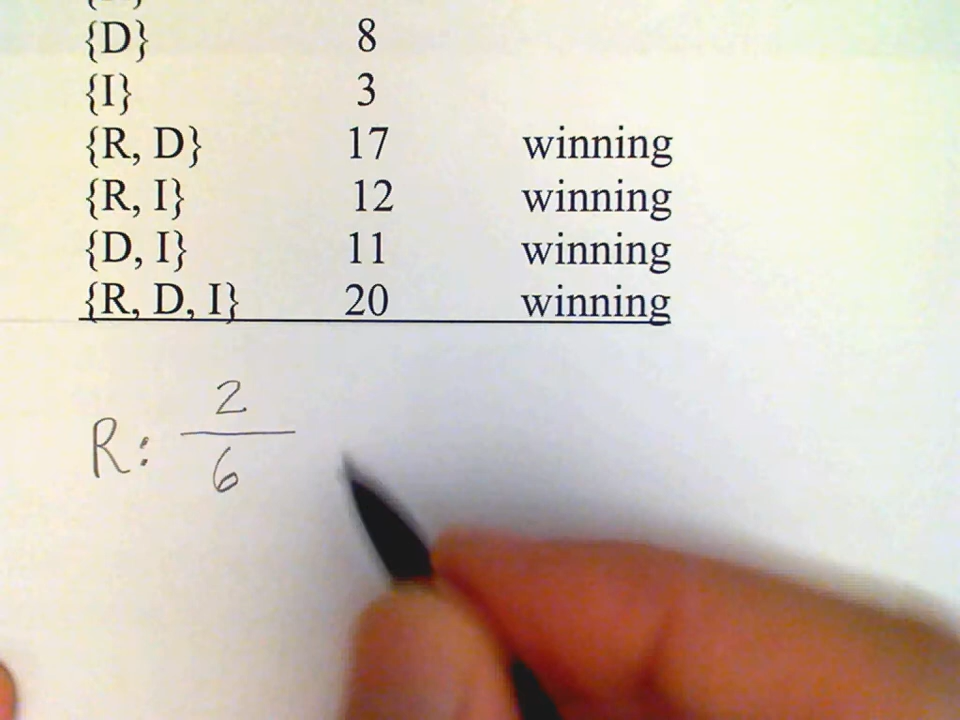 {D} 8
{I} 3
{R, D} 17 winning
{R, I} 12 winning
{D, I} 11 winning
{R, D, I} 20 winning
R: 2
6